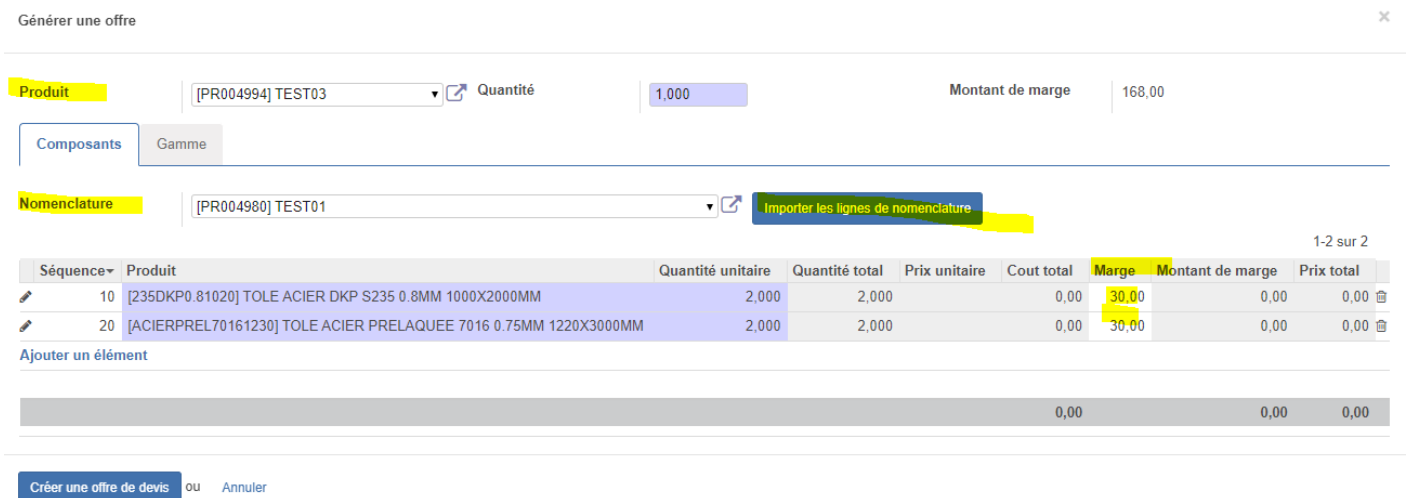 Générer une offre ×
Produit [PR004994] TEST03 Quantité 1,000 Montant de marge 168,00
Composants Gamme
Nomenclature [PR004980] TEST01 Importer les lignes de nomenclature
1-2 sur 2
Séquence Produit Quantité unitaire Quantité total Prix unitaire Cout total Marge Montant de marge Prix total
10 [235DKP0.81020] TOLE ACIER DKP S235 0.8MM 1000X2000MM 2,000 2,000 0,00 30,00 0,00 0,00
20 [ACIERPREL70161230] TOLE ACIER PRELAQUEE 7016 0.75MM 1220X3000MM 2,000 2,000 0,00 30,00 0,00 0,00
Ajouter un élément
0,00 0,00 0,00
Créer une offre de devis ou Annuler